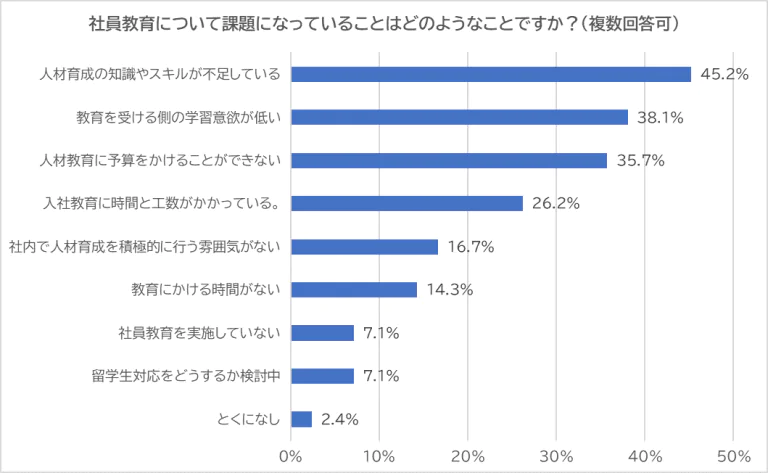 社員教育について課題になっていることはどのようなことですか？（複数回答可）
人材育成の知識やスキルが不足している 45.2%
教育を受ける側の学習意欲が低い 38.1%
人材教育に予算をかけることができない 35.7%
入社教育に時間と工数がかかっている。 26.2%
社内で人材育成を積極的に行う雰囲気がない 16.7%
教育にかける時間がない 14.3%
社員教育を実施していない 7.1%
留学生対応をどうするか検討中 7.1%
とくになし 2.4%
0% 10% 20% 30% 40% 50%